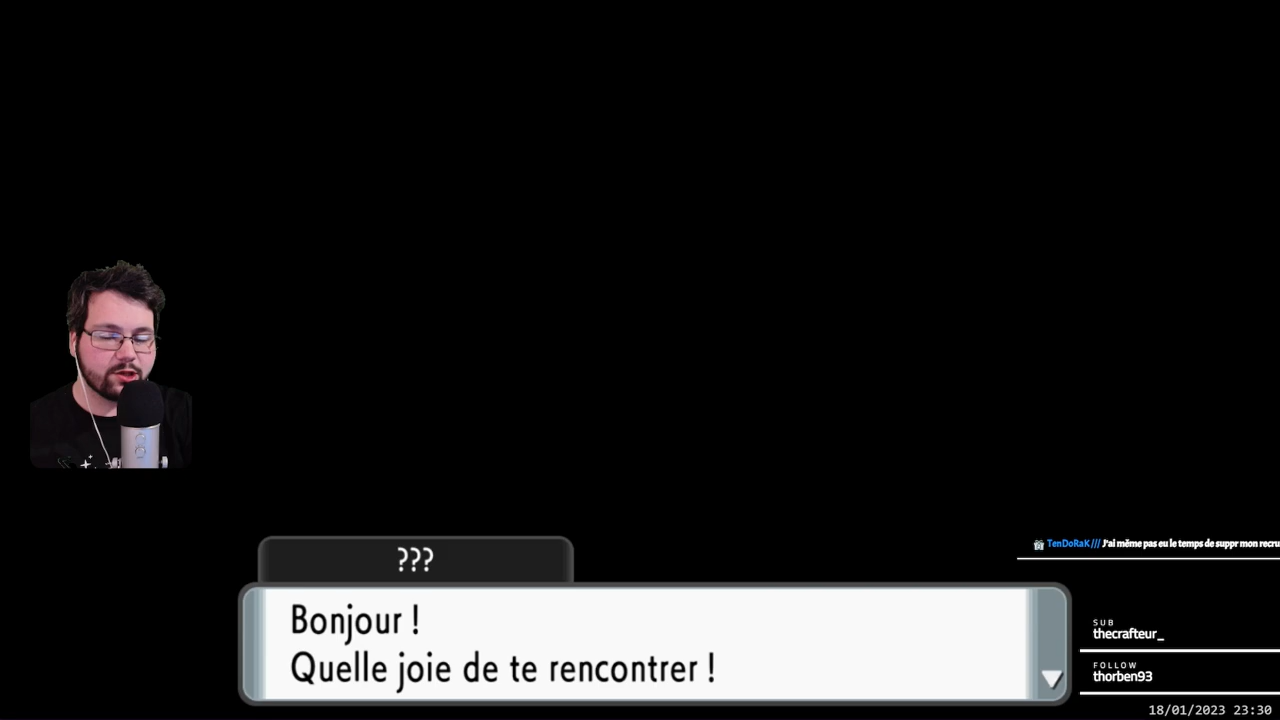 TenDoRaK /// J'ai même pas eu le temps de suppr mon recru
???
Bonjour !
Quelle joie de te rencontrer !
SUB
thecrafteur_
FOLLOW
thorben93
18/01/2023 23:30